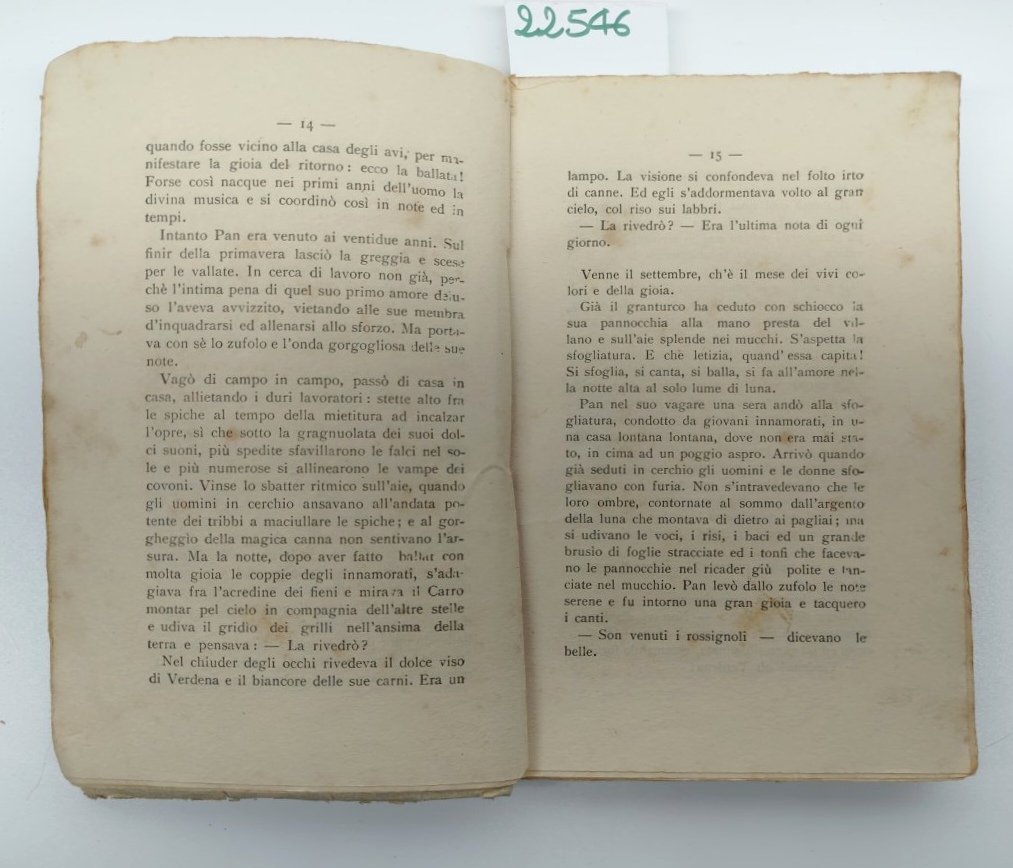 22546
— 14 —
quando fosse vicino alla casa degli avi, per ma-
nifestare la gioia del ritorno: ecco la ballata!
Forse così nacque nei primi anni dell'uomo la
divina musica e si coordinò così in note ed in
tempi.
Intanto Pan era venuto ai ventidue anni. Sul
finir della primavera lasciò la greggia e scese
per le vallate. In cerca di lavoro non già, per-
chè l'intima pena di quel suo primo amore delu-
so l'aveva avvizzito, vietando alle sue membra
d'inquadrarsi ed allenarsi allo sforzo. Ma porta-
va con sè lo zufolo e l'onda gorgogliosa delle sue
note.
Vagò di campo in campo, passò di casa in
casa, allietando i duri lavoratori: stette alto fra
le spiche al tempo della mietitura ad incalzar
l'opre, sì che sotto la gragnuolata dei suoi dol-
ci suoni, più spedite sfavillarono le falci nel so-
le e più numerose si allinearono le vampe dei
covoni. Vinse lo sbatter ritmico sull'aie, quando
gli uomini in cerchio ansavano all'andata po-
tente dei tribbi a maciullare le spiche; e al gor-
gheggio della magica canna non sentivano l'ar-
sura. Ma la notte, dopo aver fatto ballar con
molta gioia le coppie degli innamorati, s'ada-
giava fra l'acredine dei fieni e mirava il Carro
montar pel cielo in compagnia dell'altre stelle
e udiva il gridìo dei grilli nell'ansima della
terra e pensava: — La rivedrò?
Nel chiuder degli occhi rivedeva il dolce viso
di Verdena e il biancore delle sue carni. Era un
— 15 —
lampo. La visione si confondeva nel folto irto
di canne. Ed egli s'addormentava volto al gran
cielo, col riso sui labbri.
— La rivedrò? — Era l'ultima nota di ogni
giorno.
Venne il settembre, ch'è il mese dei vivi co-
lori e della gioia.
Già il granturco ha ceduto con schiocco la
sua pannocchia alla mano presta del vil-
lano e sull'aie splende nei mucchi. S'aspetta la
sfogliatura. E chè letizia, quand'essa capita!
Si sfoglia, si canta, si balla, si fa all'amore nel-
la notte alta al solo lume di luna.
Pan nel suo vagare una sera andò alla sfo-
gliatura, condotto da giovani innamorati, in u-
na casa lontana lontana, dove non era mai sta-
to, in cima ad un poggio aspro. Arrivò quando
già seduti in cerchio gli uomini e le donne sfo-
gliavano con furia. Non s'intravedevano che le
loro ombre, contornate al sommo dall'argento
della luna che montava di dietro ai pagliai; ma
si udivano le voci, i risi, i baci ed un grande
brusio di foglie stracciate ed i tonfi che faceva-
no le pannocchie nel ricader giù polite e lan-
ciate nel mucchio. Pan levò dallo zufolo le note
serene e fu intorno una gran gioia e tacquero
i canti.
— Son venuti i rossignoli — dicevano le
belle.